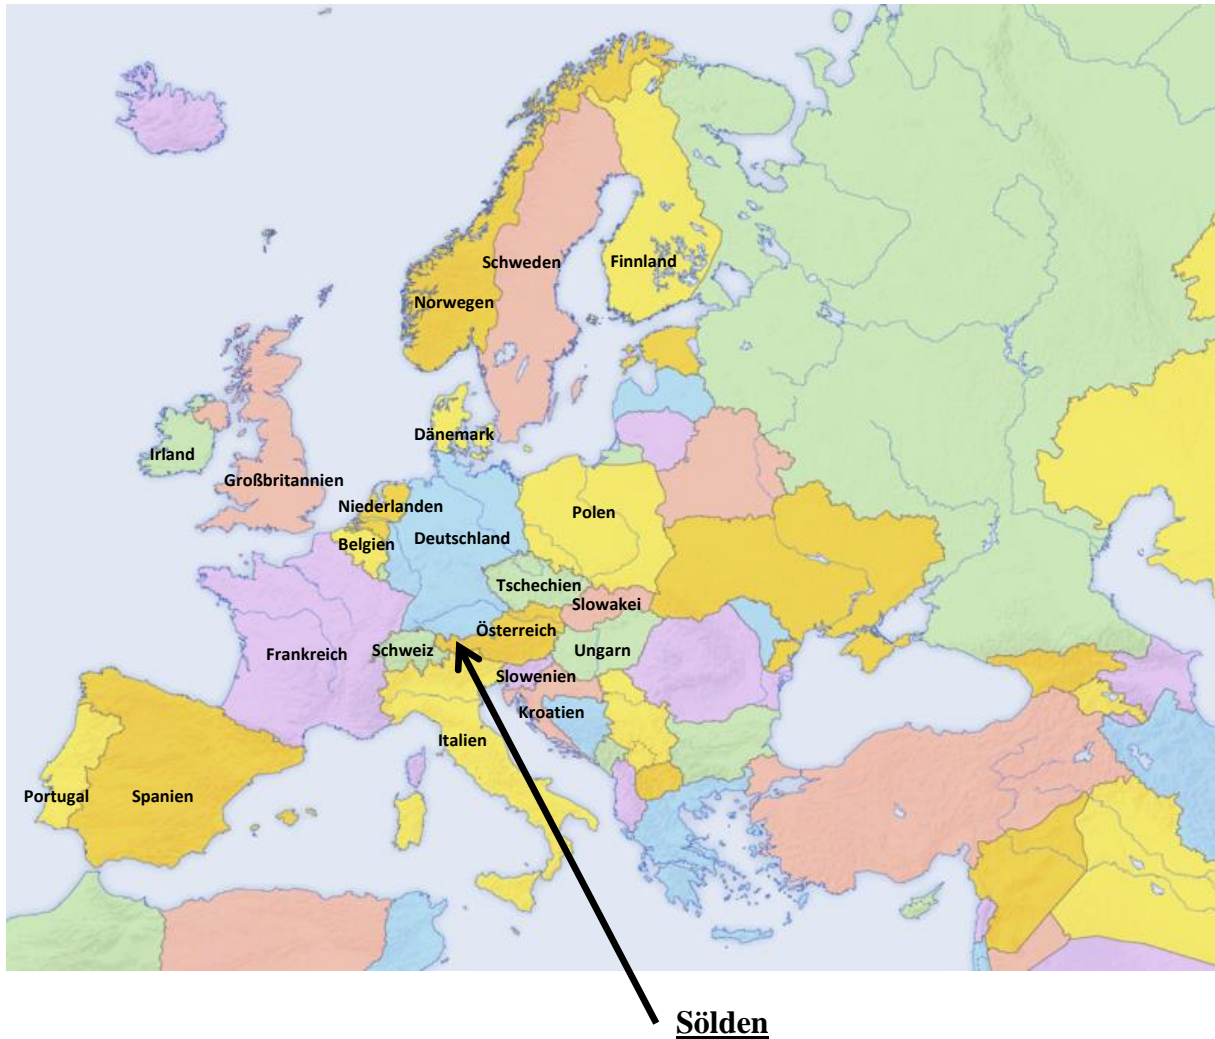 Schweden
Finnland
Norwegen
Dänemark
Irland
Großbritannien
Niederlanden
Polen
Deutschland
Belgien
Tschechien
Slowakei
Österreich
Frankreich
Schweiz
Ungarn
Slowenien
Kroatien
Italien
Portugal
Spanien
Sölden